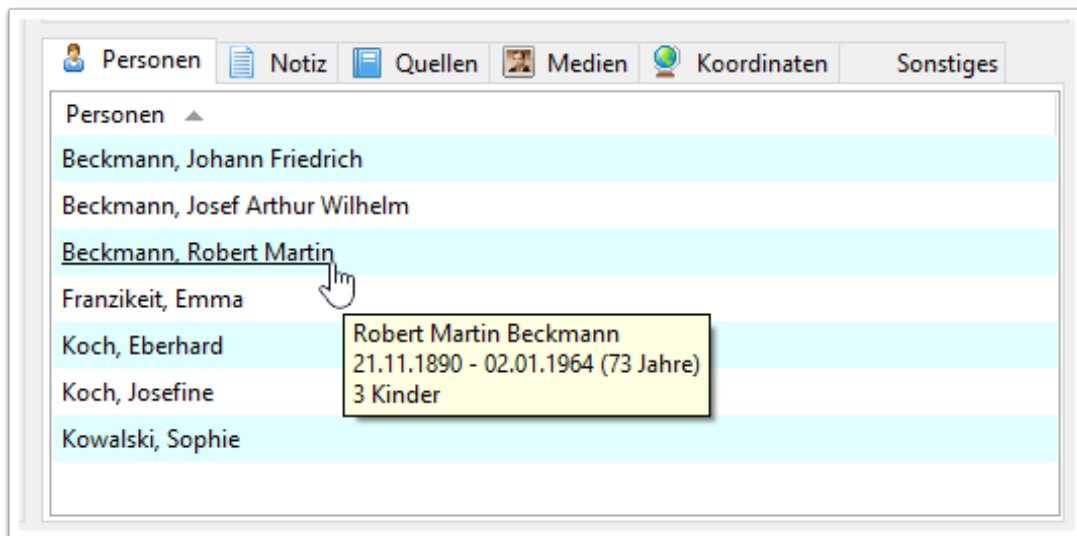 Personen Notiz Quellen Medien Koordinaten Sonstiges
Personen
Beckmann, Johann Friedrich
Beckmann, Josef Arthur Wilhelm
Beckmann, Robert Martin
Franzikeit, Emma
Koch, Eberhard
Koch, Josefine
Kowalski, Sophie
Robert Martin Beckmann
21.11.1890 - 02.01.1964 (73 Jahre)
3 Kinder